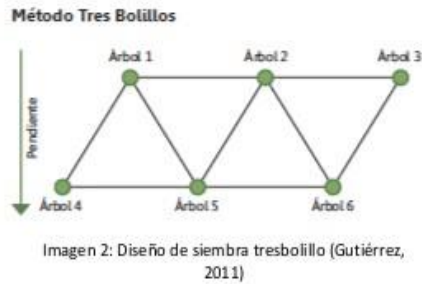 Método Tres Bolillos
Árbol 1
Árbol 2
Árbol 3
Pendiente
Árbol 4
Árbol 5
Árbol 6
Imagen 2: Diseño de siembra tresbolillo (Gutiérrez,
2011)